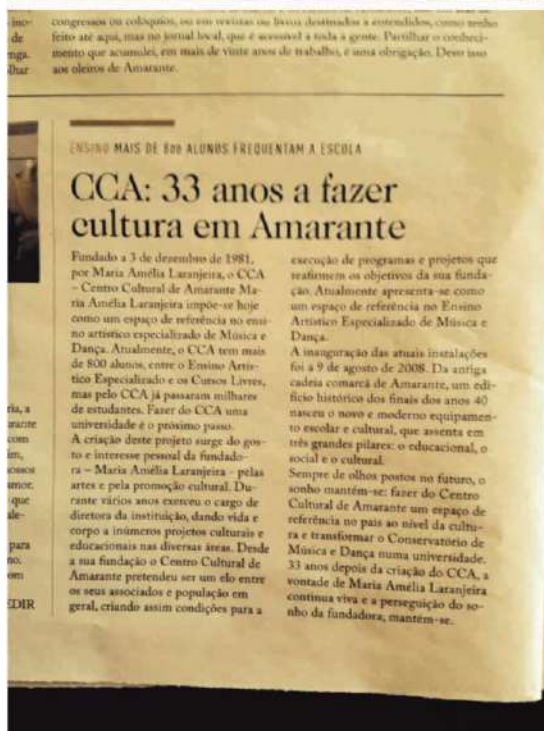 congressos ou colóquios, ou em revistas ou livros destinados a entendidos, como tenho
feito até aqui, mas no jornal local, que é acessível a toda a gente. Partilhar o conheci-
mento que acumulei, em mais de vinte anos de trabalho, é uma obrigação. Devo isso
aos oleiros de Amarante.
ENSINO MAIS DE 800 ALUNOS FREQUENTAM A ESCOLA
CCA: 33 anos a fazer
cultura em Amarante
Fundado a 3 de dezembro de 1981,
por Maria Amélia Laranjeira, o CCA
– Centro Cultural de Amarante Ma-
ria Amélia Laranjeira impõe-se hoje
como um espaço de referência no ensi-
no artístico especializado de Música e
Dança. Atualmente, o CCA tem mais
de 800 alunos, entre o Ensino Artís-
tico Especializado e os Cursos Livres,
mas pelo CCA já passaram milhares
de estudantes. Fazer do CCA uma
universidade é o próximo passo.
A criação deste projeto surge do gos-
to e interesse pessoal da fundado-
ra – Maria Amélia Laranjeira – pelas
artes e pela promoção cultural. Du-
rante vários anos exerceu o cargo de
diretora da instituição, dando vida e
corpo a inúmeros projetos culturais e
educacionais nas diversas áreas. Desde
a sua fundação o Centro Cultural de
Amarante pretendeu ser um elo entre
os seus associados e população em
geral, criando assim condições para a
execução de programas e projetos que
reafirmem os objetivos da sua funda-
ção. Atualmente apresenta-se como
um espaço de referência no Ensino
Artístico Especializado de Música e
Dança.
A inauguração das atuais instalações
foi a 9 de agosto de 2008. Da antiga
cadeia comarcã de Amarante, um edi-
fício histórico dos finais dos anos 40
nasceu o novo e moderno equipamen-
to escolar e cultural, que assenta em
três grandes pilares: o educacional, o
social e o cultural.
Sempre de olhos postos no futuro, o
sonho mantém-se: fazer do Centro
Cultural de Amarante um espaço de
referência no país ao nível da cultu-
ra e transformar o Conservatório de
Música e Dança numa universidade.
33 anos depois da criação do CCA, a
vontade de Maria Amélia Laranjeira
continua viva e a perseguição do so-
nho da fundadora, mantém-se.